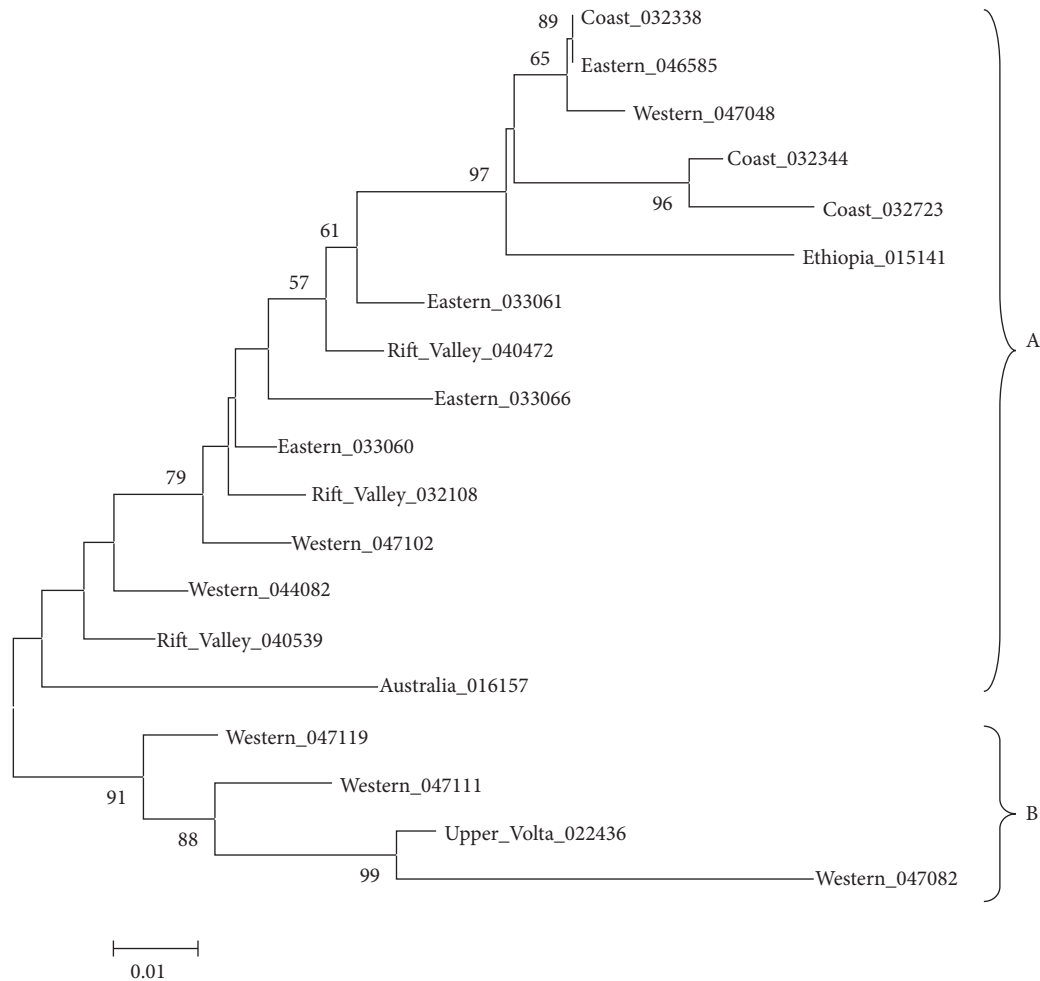 89
Coast_032338
65
Eastern_046585
Western_047048
Coast_032344
97
96
Coast_032723
Ethiopia_015141
61
57
Eastern_033061
A
Rift_Valley_040472
Eastern_033066
Eastern_033060
79
Rift_Valley_032108
Western_047102
Western_044082
Rift_Valley_040539
Australia_016157
Western_047119
91
Western_047111
B
88
Upper_Volta_022436
99
Western_047082
0.01